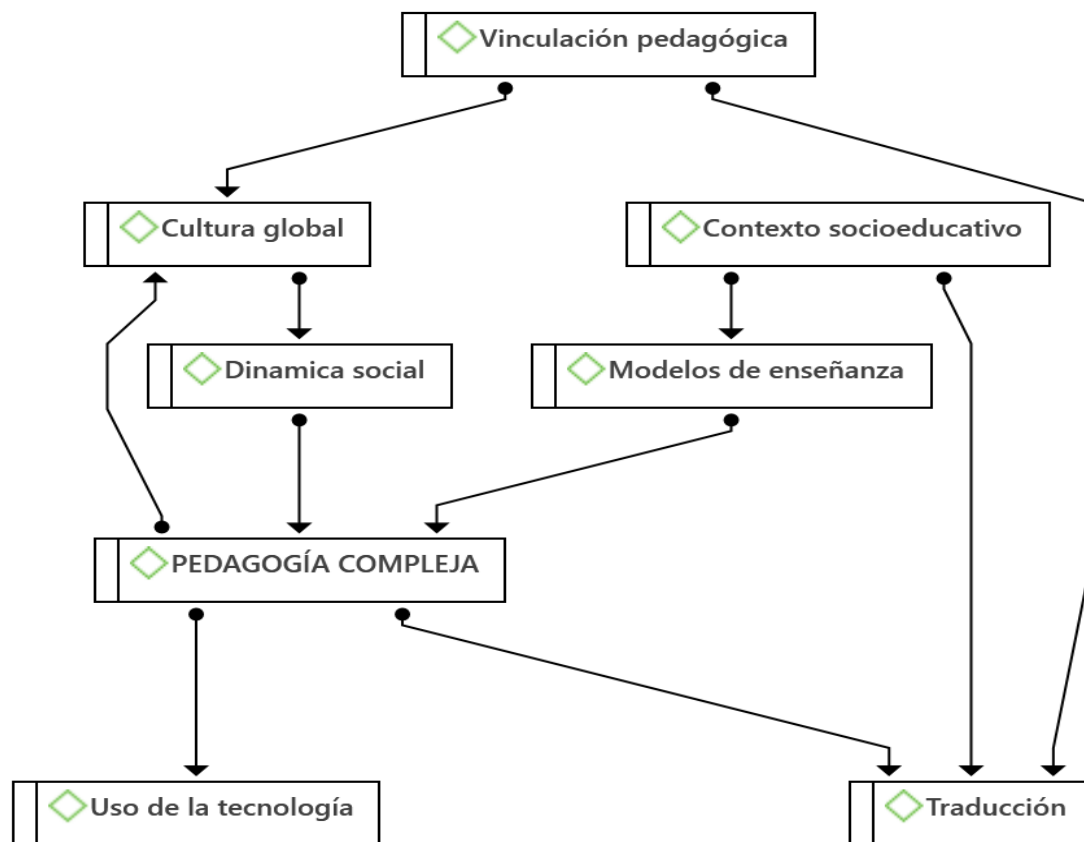 Vinculación pedagógica
Cultura global
Contexto socioeducativo
Dinamica social
Modelos de enseñanza
PEDAGOGÍA COMPLEJA
Uso de la tecnología
Traducción